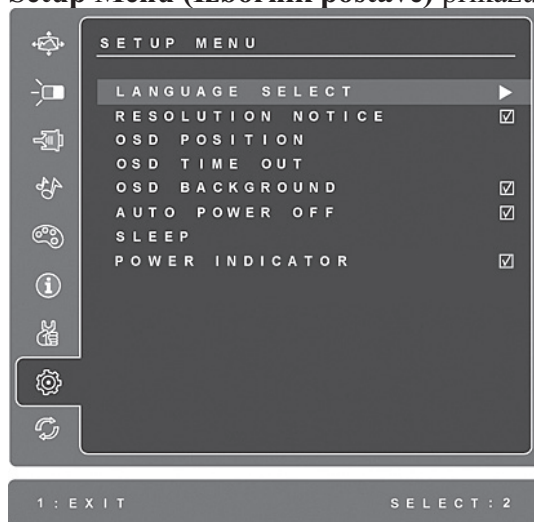 Setup Menu (Izbornik postave) prikazu
SETUP MENU
LANGUAGE SELECT
RESOLUTION NOTICE
OSD POSITION
OSD TIME OUT
OSD BACKGROUND
AUTO POWER OFF
SLEEP
POWER INDICATOR
1:EXIT SELECT:2